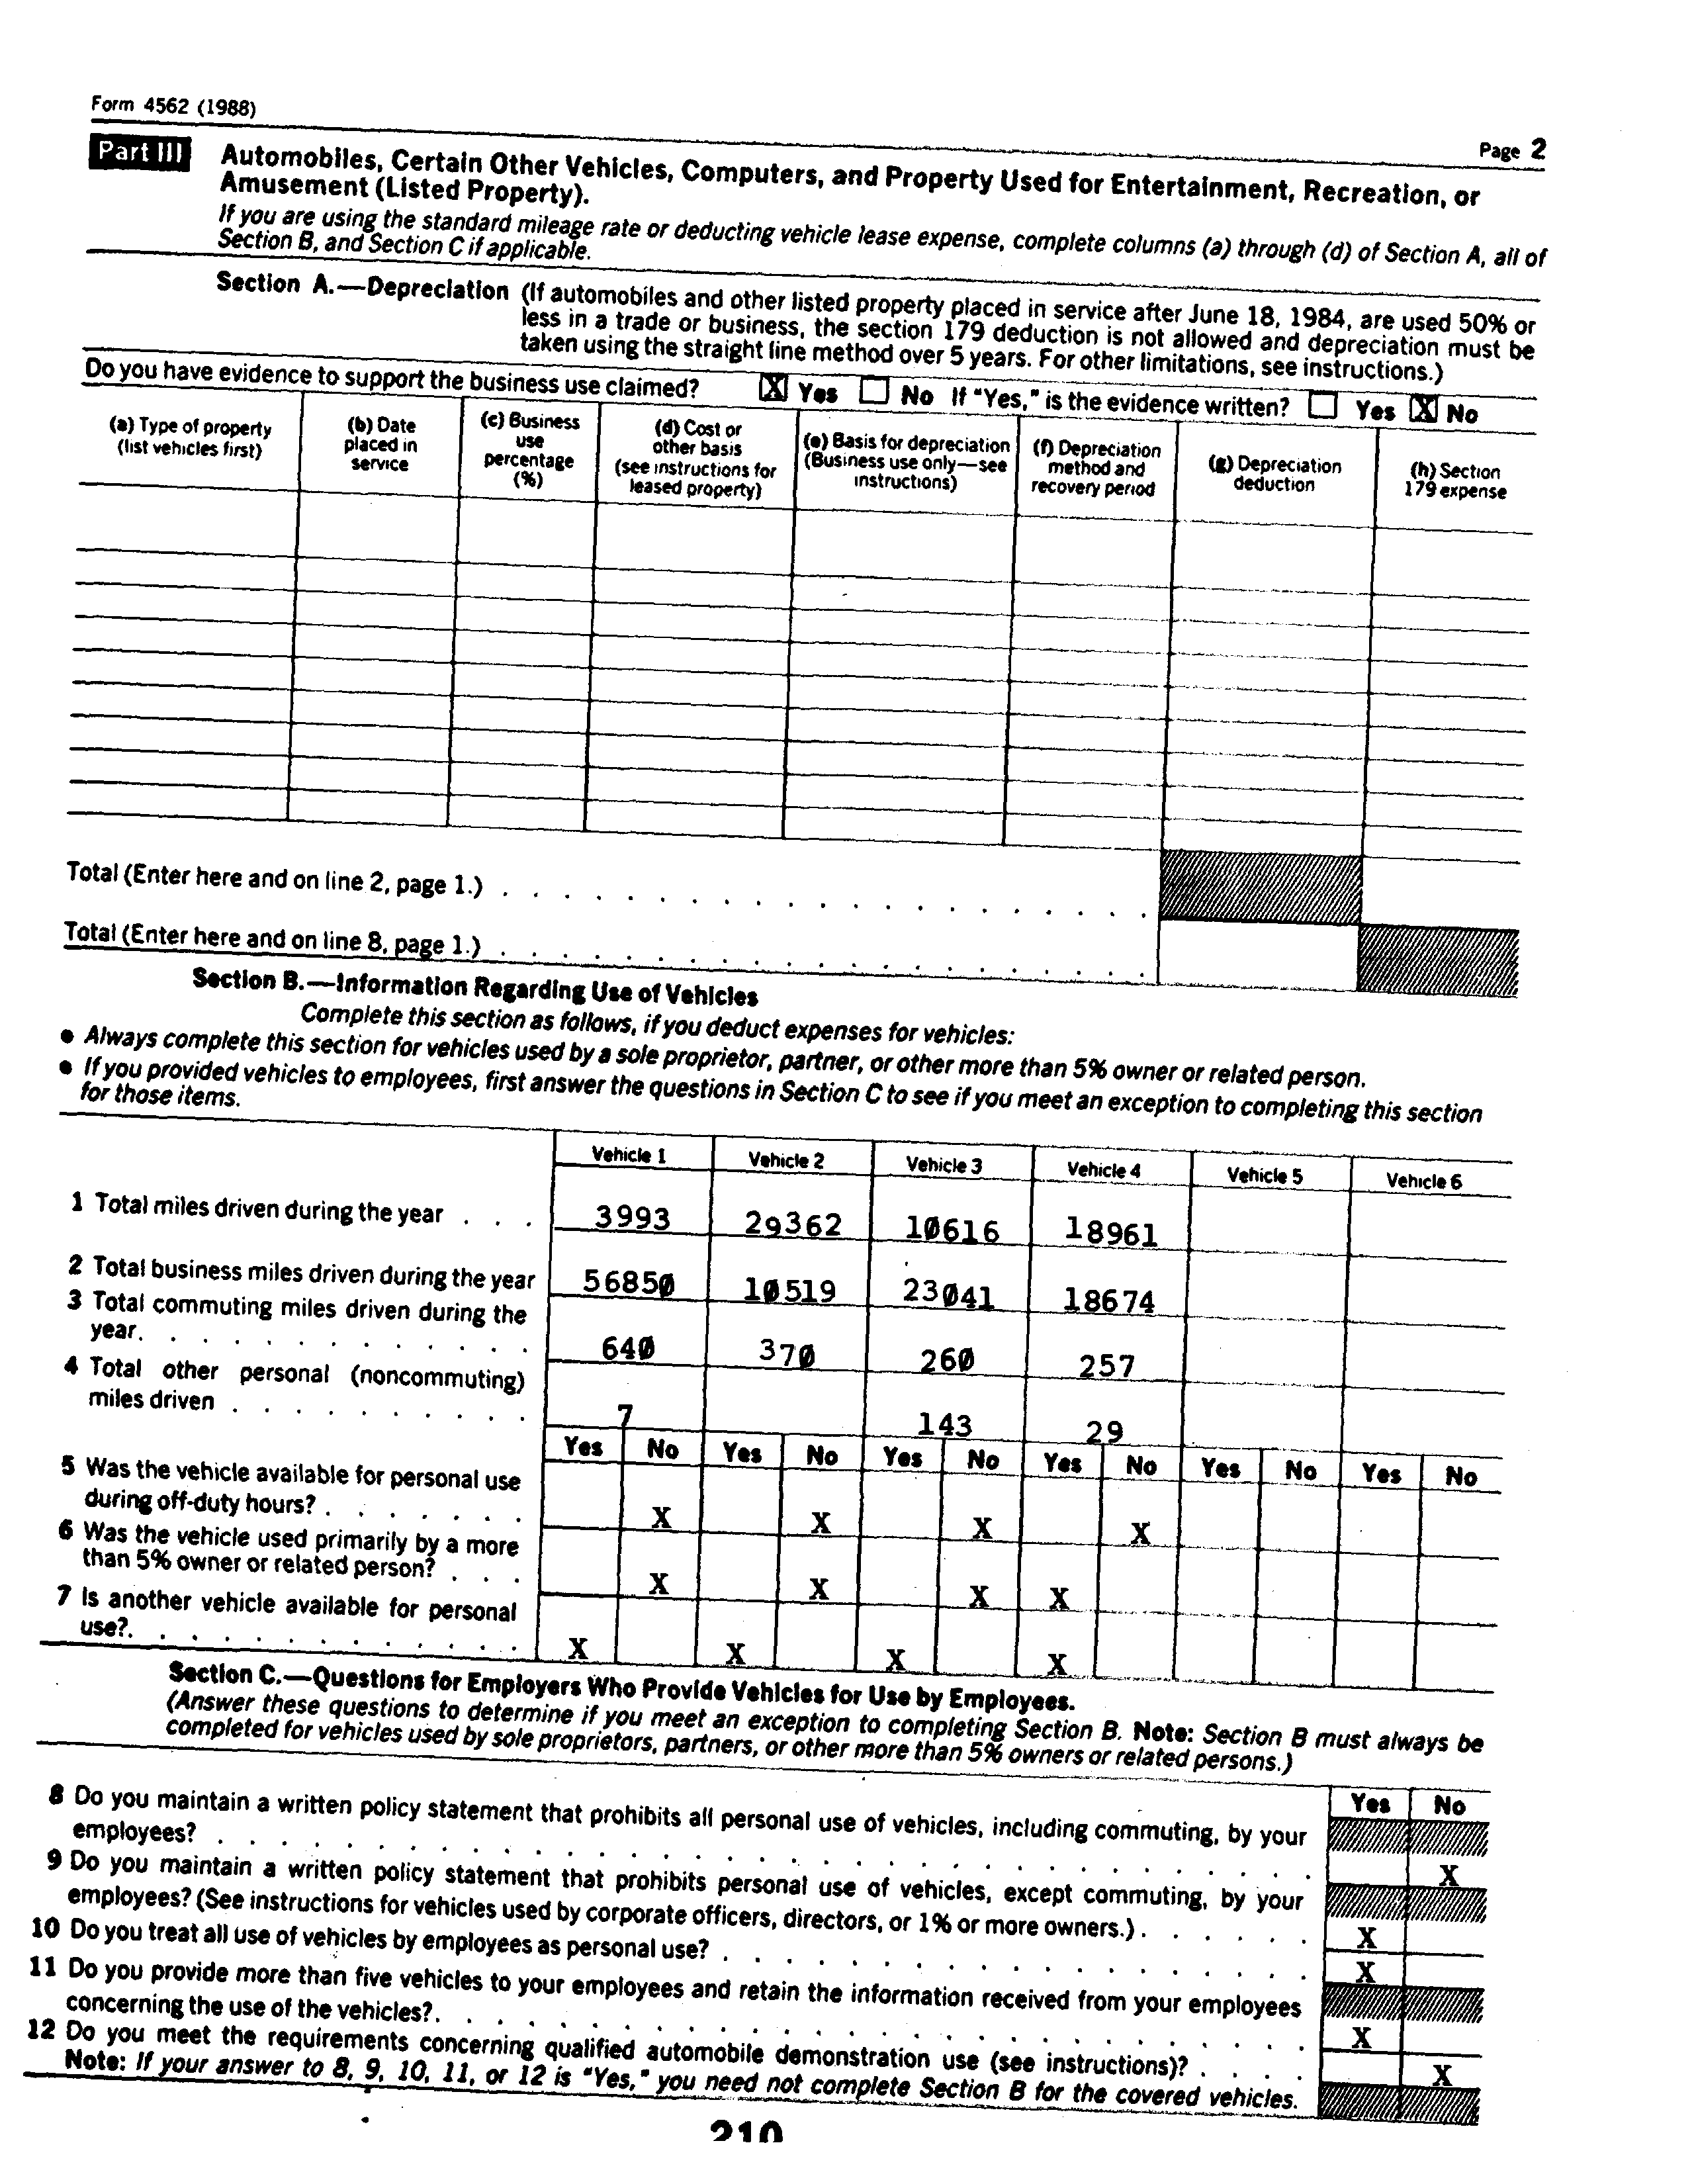 Form 4562 (1988)
Page 2
Part III Automobiles, Certain Other Vehicles, Computers, and Property Used for Entertainment, Recreation, or
Amusement (Listed Property).
If you are using the standard mileage rate or deducting vehicle lease expense, complete columns (a) through (d) of Section A, all of
Section B, and Section C if applicable.
Section A.—Depreciation (If automobiles and other listed property placed in service after June 18, 1984, are used 50% or
less in a trade or business, the section 179 deduction is not allowed and depreciation must be
taken using the straight line method over 5 years. For other limitations, see instructions.)
Do you have evidence to support the business use claimed? X Yes No If "Yes," is the evidence written? Yes X No
(a) Type of property
(list vehicles first)
(b) Date
placed in
service
(c) Business
use
percentage
(%)
(d) Cost or
other basis
(see instructions for
leased property)
(e) Basis for depreciation
(Business use only—see
instructions)
(f) Depreciation
method and
recovery period
(g) Depreciation
deduction
(h) Section
179 expense
Total (Enter here and on line 2, page 1.) . . . . . . . . . . . . . . . . . . . . .
Total (Enter here and on line 8, page 1.) . . . . . . . . . . . . . . . . . . . . .
Section B.—Information Regarding Use of Vehicles
Complete this section as follows, if you deduct expenses for vehicles:
• Always complete this section for vehicles used by a sole proprietor, partner, or other more than 5% owner or related person.
• If you provided vehicles to employees, first answer the questions in Section C to see if you meet an exception to completing this section
for those items.
Vehicle 1 Vehicle 2 Vehicle 3 Vehicle 4 Vehicle 5 Vehicle 6
1 Total miles driven during the year . . . 3993 29362 10616 18961
2 Total business miles driven during the year 56850 10519 23041 18674
3 Total commuting miles driven during the
year. . . . . . . . . . . . . 640 370 260 257
4 Total other personal (noncommuting)
miles driven . . . . . . . . . . 7 143 29
Yes No Yes No Yes No Yes No Yes No Yes No
5 Was the vehicle available for personal use
during off-duty hours? . . . . . . . X X X X
6 Was the vehicle used primarily by a more
than 5% owner or related person? . . . X X X X
7 Is another vehicle available for personal
use?. . . . . . . . . . . . . X X X X
Section C.—Questions for Employers Who Provide Vehicles for Use by Employees.
(Answer these questions to determine if you meet an exception to completing Section B. Note: Section B must always be
completed for vehicles used by sole proprietors, partners, or other more than 5% owners or related persons.)
Yes No
8 Do you maintain a written policy statement that prohibits all personal use of vehicles, including commuting, by your
employees? . . . . . . . . . . . . . . . . . . . . . . . . . . X
9 Do you maintain a written policy statement that prohibits personal use of vehicles, except commuting, by your
employees? (See instructions for vehicles used by corporate officers, directors, or 1% or more owners.) . . . . . . X
10 Do you treat all use of vehicles by employees as personal use? . . . . . . . . . . . . . . . . . . X
11 Do you provide more than five vehicles to your employees and retain the information received from your employees
concerning the use of the vehicles?. . . . . . . . . . . . . . . . . . . . . . . X
12 Do you meet the requirements concerning qualified automobile demonstration use (see instructions)? . . . . X
Note: If your answer to 8, 9, 10, 11, or 12 is "Yes," you need not complete Section B for the covered vehicles.
210